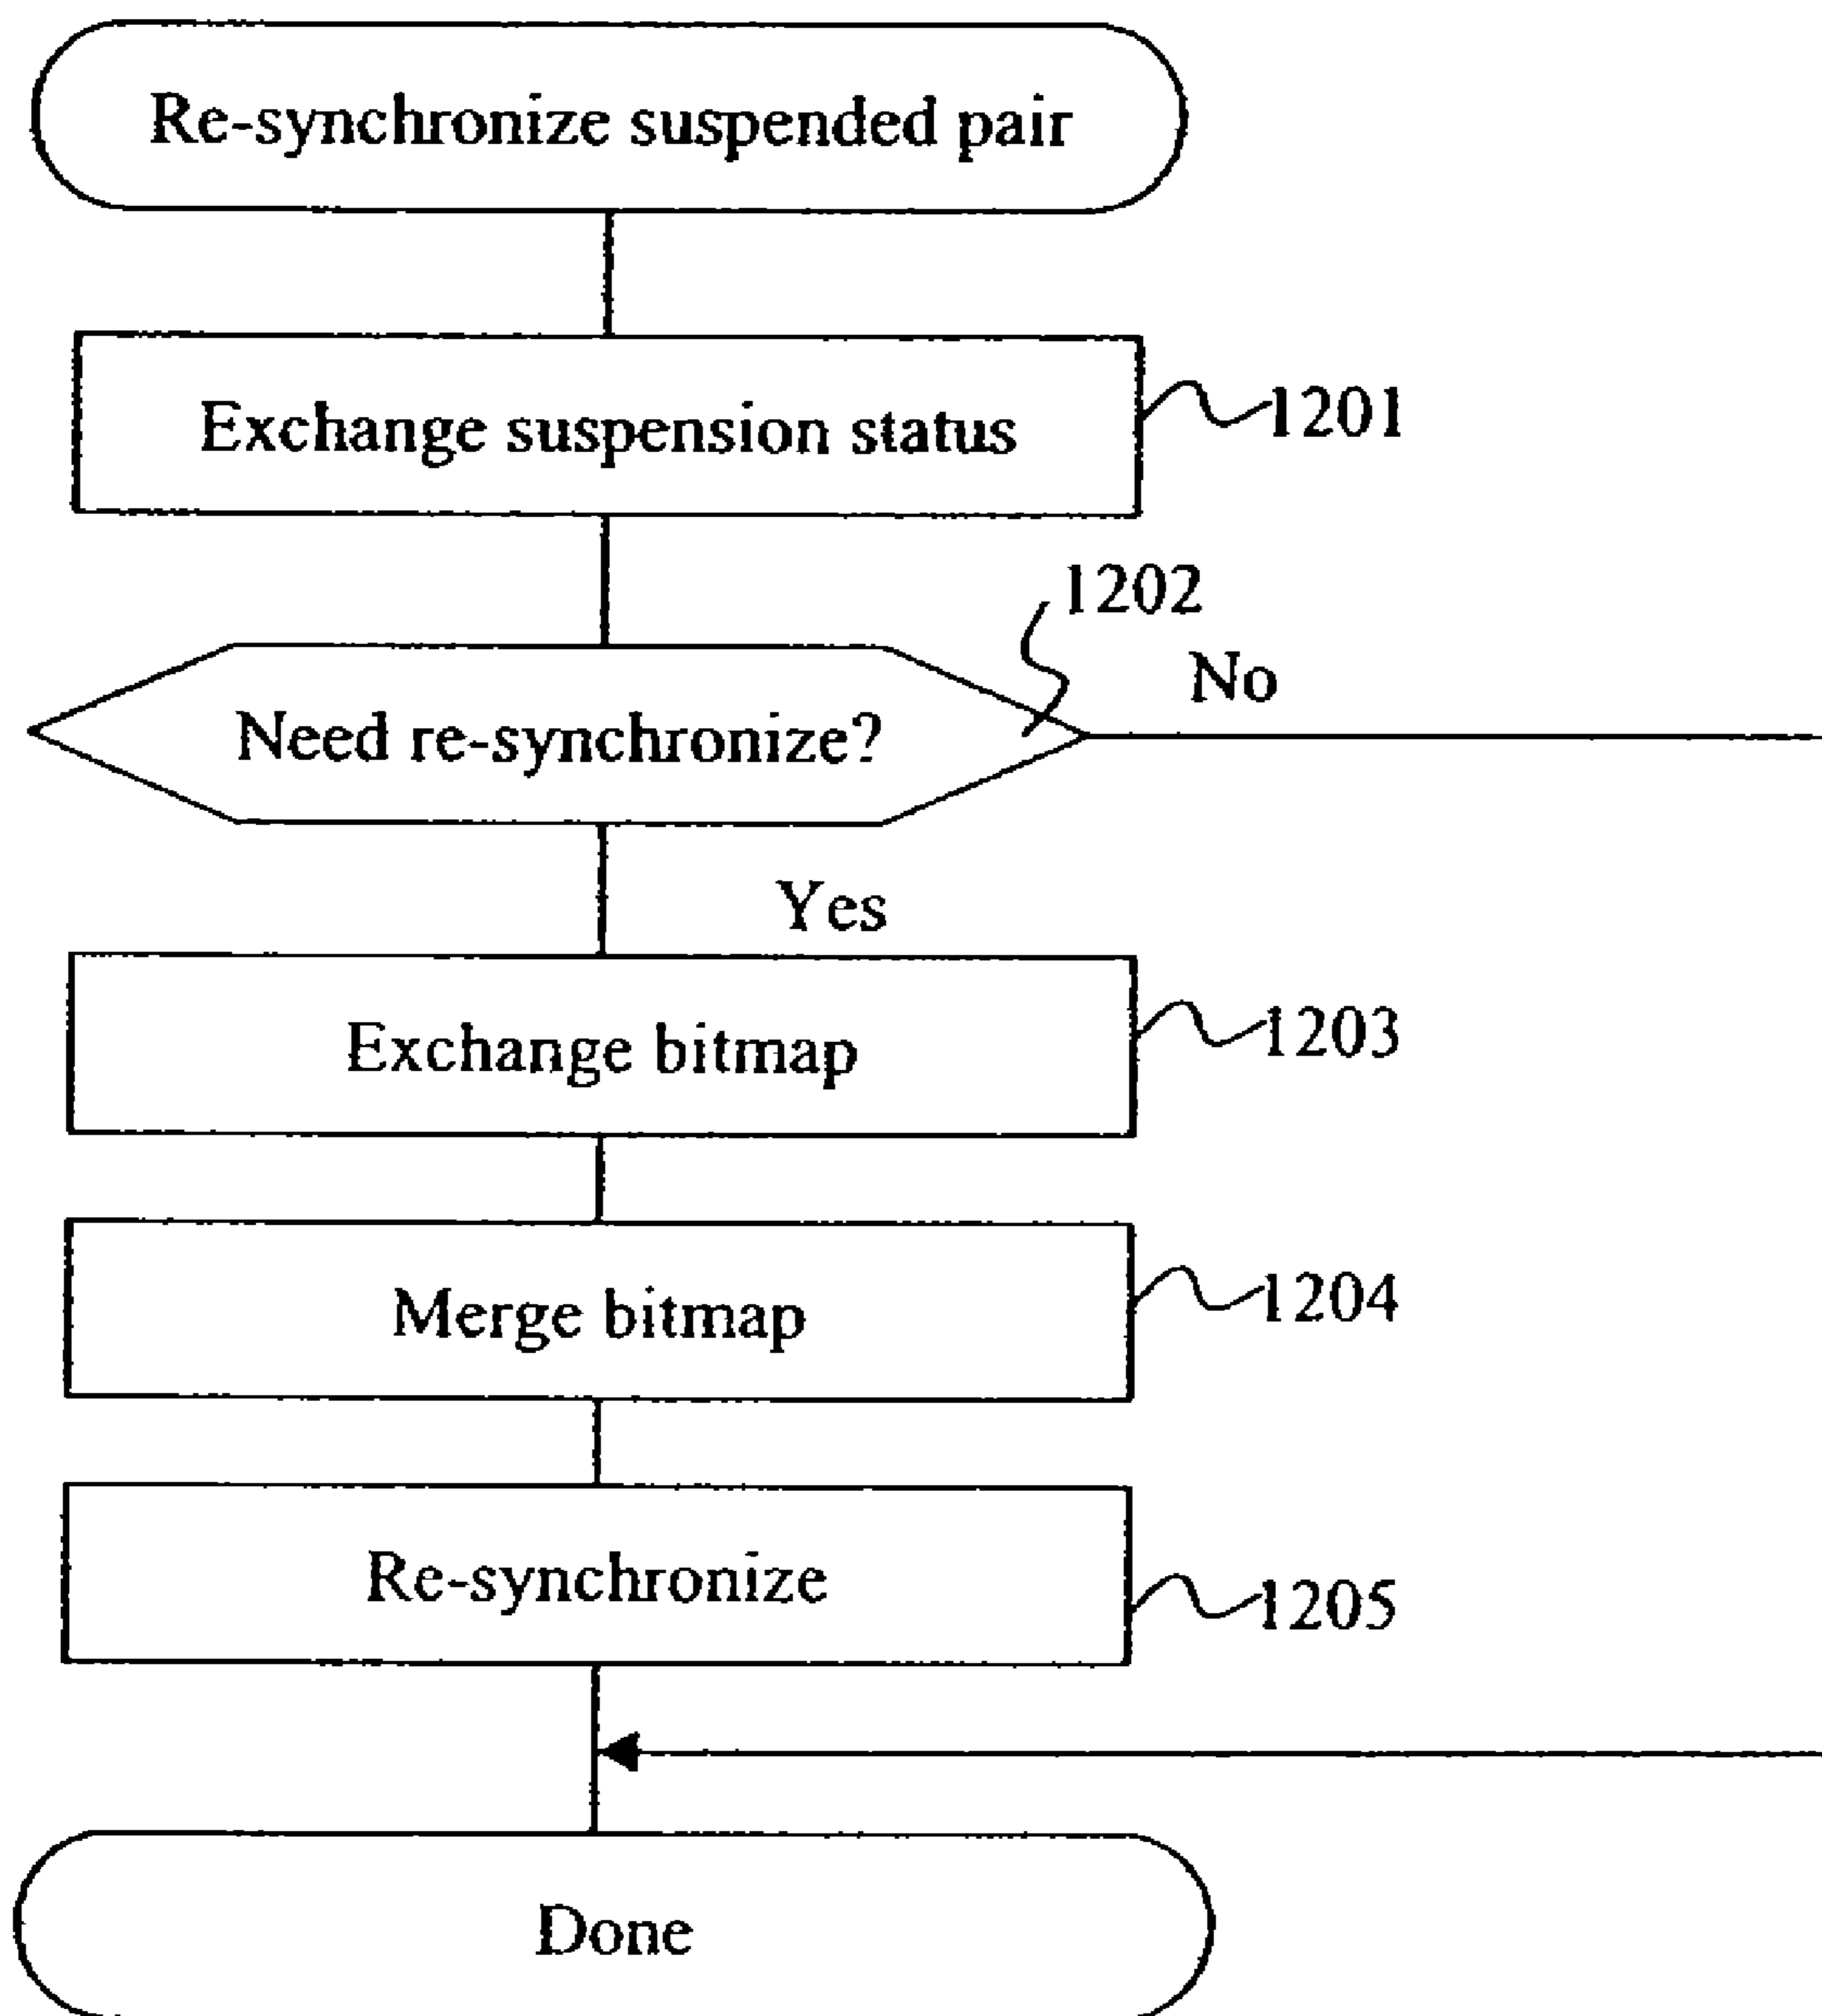 Re-synchronize suspended pair
Exchange suspension status
1201
1202
No
Need re-synchronize?
Yes
Exchange bitmap
1203
Merge bitmap
1204
Re-synchronize
1205
Done